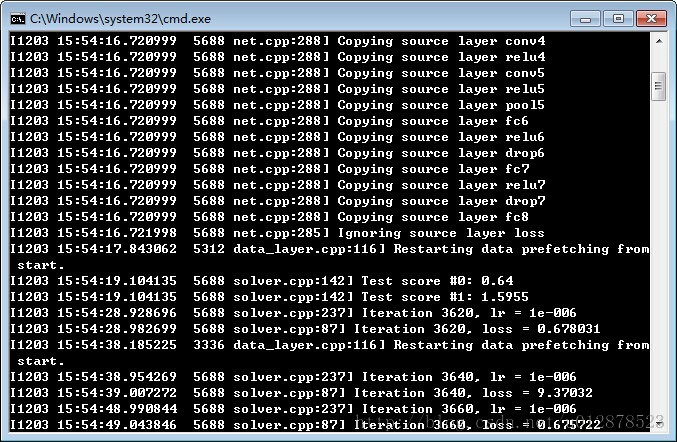 C:\Windows\system32\cmd.exe
I1203 15:54:16.720999  5688 net.cpp:288] Copying source layer conv4
I1203 15:54:16.720999  5688 net.cpp:288] Copying source layer relu4
I1203 15:54:16.720999  5688 net.cpp:288] Copying source layer conv5
I1203 15:54:16.720999  5688 net.cpp:288] Copying source layer relu5
I1203 15:54:16.720999  5688 net.cpp:288] Copying source layer pool5
I1203 15:54:16.720999  5688 net.cpp:288] Copying source layer fc6
I1203 15:54:16.720999  5688 net.cpp:288] Copying source layer relu6
I1203 15:54:16.720999  5688 net.cpp:288] Copying source layer drop6
I1203 15:54:16.720999  5688 net.cpp:288] Copying source layer fc7
I1203 15:54:16.720999  5688 net.cpp:288] Copying source layer relu7
I1203 15:54:16.720999  5688 net.cpp:288] Copying source layer drop7
I1203 15:54:16.720999  5688 net.cpp:288] Copying source layer fc8
I1203 15:54:16.721998  5688 net.cpp:285] Ignoring source layer loss
I1203 15:54:17.843062  5312 data_layer.cpp:116] Restarting data prefetching from
start.
I1203 15:54:19.104135  5688 solver.cpp:142] Test score #0: 0.64
I1203 15:54:19.104135  5688 solver.cpp:142] Test score #1: 1.5955
I1203 15:54:28.928696  5688 solver.cpp:237] Iteration 3620, lr = 1e-006
I1203 15:54:28.982699  5688 solver.cpp:87] Iteration 3620, loss = 0.678031
I1203 15:54:38.185225  3336 data_layer.cpp:116] Restarting data prefetching from
start.
I1203 15:54:38.954269  5688 solver.cpp:237] Iteration 3640, lr = 1e-006
I1203 15:54:39.007272  5688 solver.cpp:87] Iteration 3640, loss = 9.37032
I1203 15:54:48.990844  5688 solver.cpp:237] Iteration 3660, lr = 1e-006
I1203 15:54:49.043846  5688 solver.cpp:87] Iteration 3660, loss = 0.675722